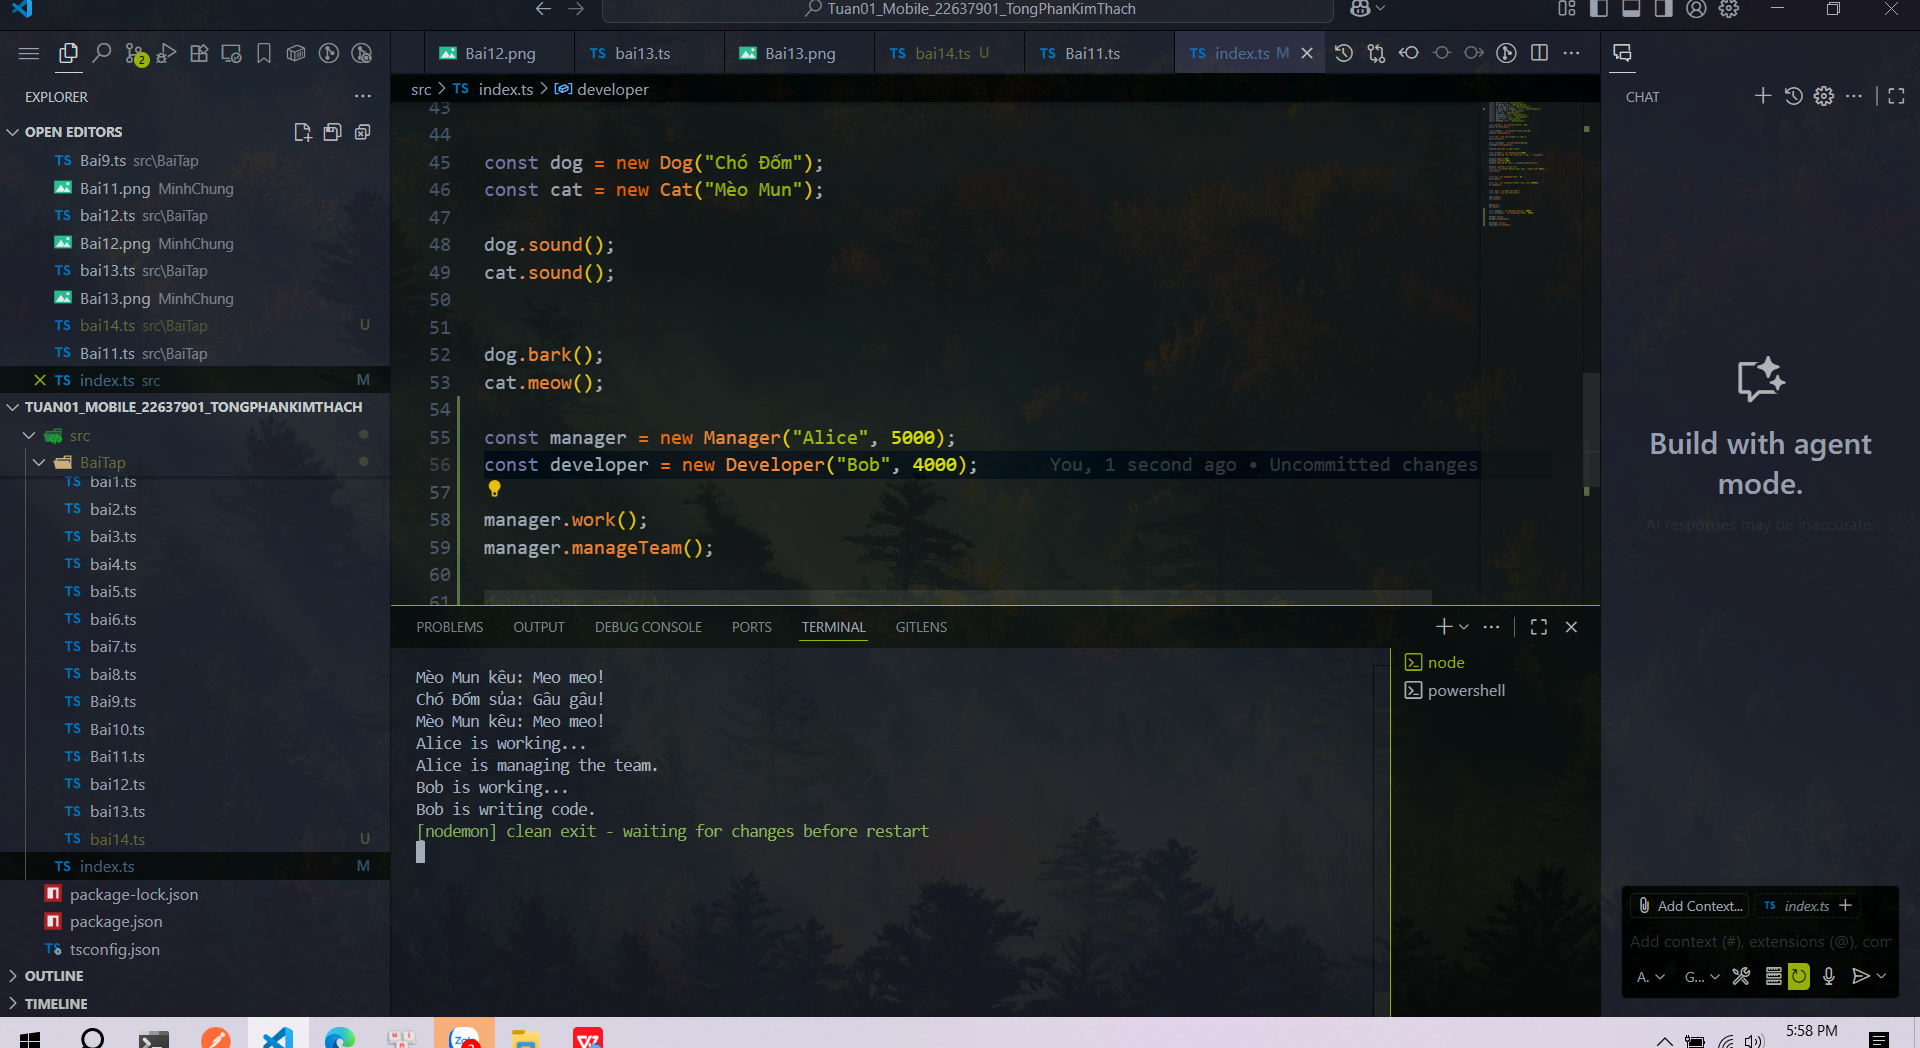 Tuan01_Mobile_22637901_TongPhanKimThach
2
EXPLORER
OPEN EDITORS
TS Bai9.ts src\BaiTap
Bai11.png MinhChung
TS bai12.ts src\BaiTap
Bai12.png MinhChung
TS bai13.ts src\BaiTap
Bai13.png MinhChung
TS bai14.ts src\BaiTap U
TS Bai11.ts src\BaiTap
TS index.ts src M
TUAN01_MOBILE_22637901_TONGPHANKIMTHACH
src
BaiTap
TS bai1.ts
TS bai2.ts
TS bai3.ts
TS bai4.ts
TS bai5.ts
TS bai6.ts
TS bai7.ts
TS bai8.ts
TS Bai9.ts
TS Bai10.ts
TS Bai11.ts
TS bai12.ts
TS bai13.ts
TS bai14.ts U
TS index.ts M
package-lock.json
package.json
TS tsconfig.json
OUTLINE
TIMELINE
Bai12.png TS bai13.ts Bai13.png TS bai14.ts U TS Bai11.ts TS index.ts M
src > TS index.ts > developer
43
44
45 const dog = new Dog("Chó Đốm");
46 const cat = new Cat("Mèo Mun");
47
48 dog.sound();
49 cat.sound();
50
51
52 dog.bark();
53 cat.meow();
54
55 const manager = new Manager("Alice", 5000);
56 const developer = new Developer("Bob", 4000); You, 1 second ago • Uncommitted changes
57
58 manager.work();
59 manager.manageTeam();
60
61 developer.work();
PROBLEMS OUTPUT DEBUG CONSOLE PORTS TERMINAL GITLENS
Mèo Mun kêu: Meo meo!
Chó Đốm sủa: Gâu gâu!
Mèo Mun kêu: Meo meo!
Alice is working...
Alice is managing the team.
Bob is working...
Bob is writing code.
[nodemon] clean exit - waiting for changes before restart
node
powershell
CHAT
Build with agent
mode.
AI responses may be inaccurate.
Add Context... TS index.ts
Add context (#), extensions (@), com
A. G...
5:58 PM